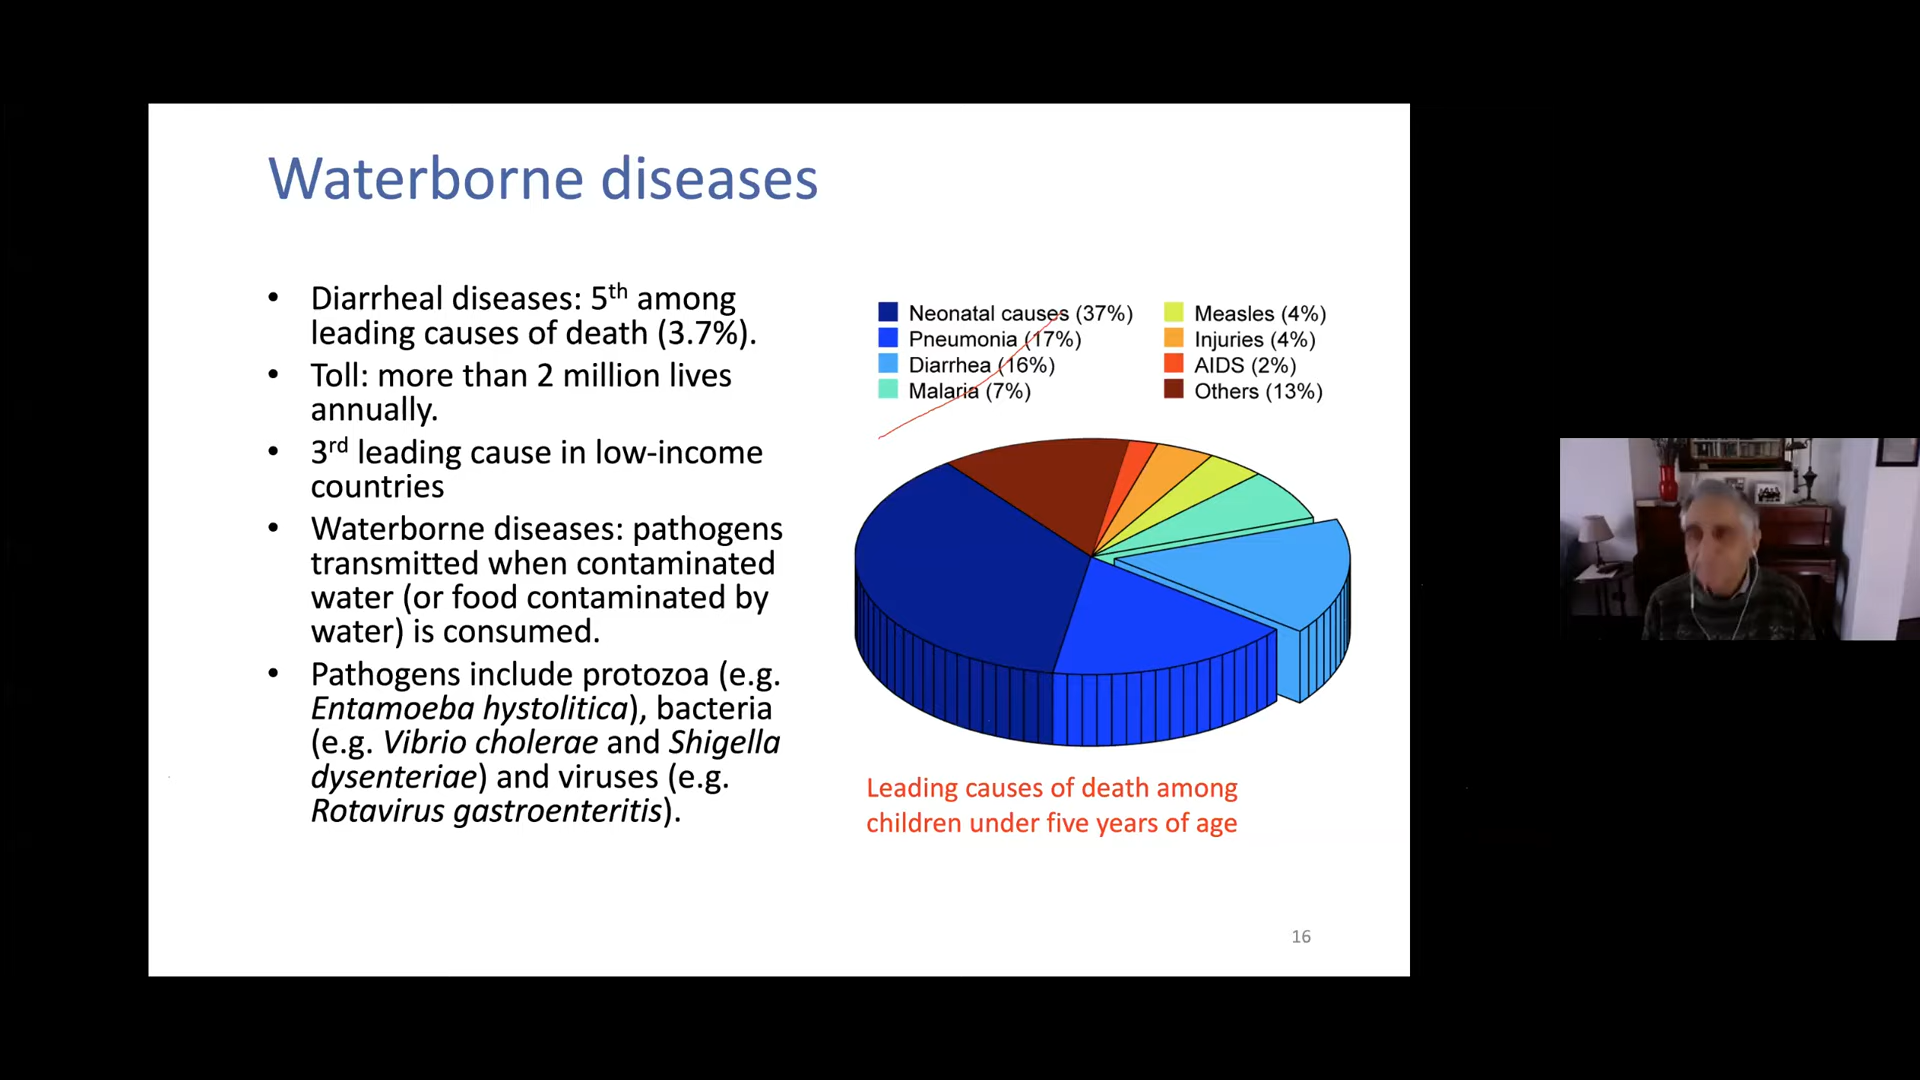 Waterborne diseases
• Diarrheal diseases: 5th among
leading causes of death (3.7%).
• Toll: more than 2 million lives
annually.
• 3rd leading cause in low-income
countries
• Waterborne diseases: pathogens
transmitted when contaminated
water (or food contaminated by
water) is consumed.
• Pathogens include protozoa (e.g.
Entamoeba hystolitica), bacteria
(e.g. Vibrio cholerae and Shigella
dysenteriae) and viruses (e.g.
Rotavirus gastroenteritis).
Neonatal causes (37%)
Pneumonia (17%)
Diarrhea (16%)
Malaria (7%)
Measles (4%)
Injuries (4%)
AIDS (2%)
Others (13%)
Leading causes of death among
children under five years of age
16